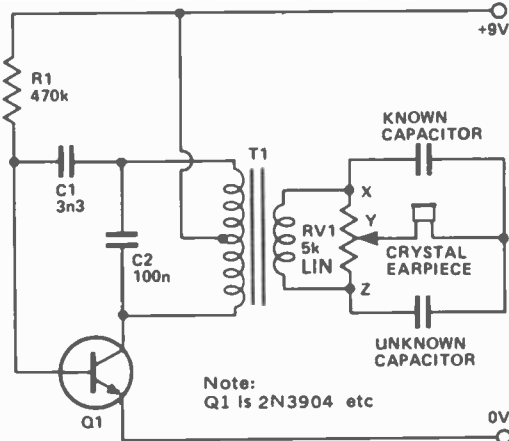 +9V
R1
470k
KNOWN
CAPACITOR
T1
C1
3n3
X
Y
RV1
5k
LIN
CRYSTAL
EARPIECE
C2
100n
Z
UNKNOWN
CAPACITOR
Note:
Q1 Is 2N3904 etc
Q1
0V